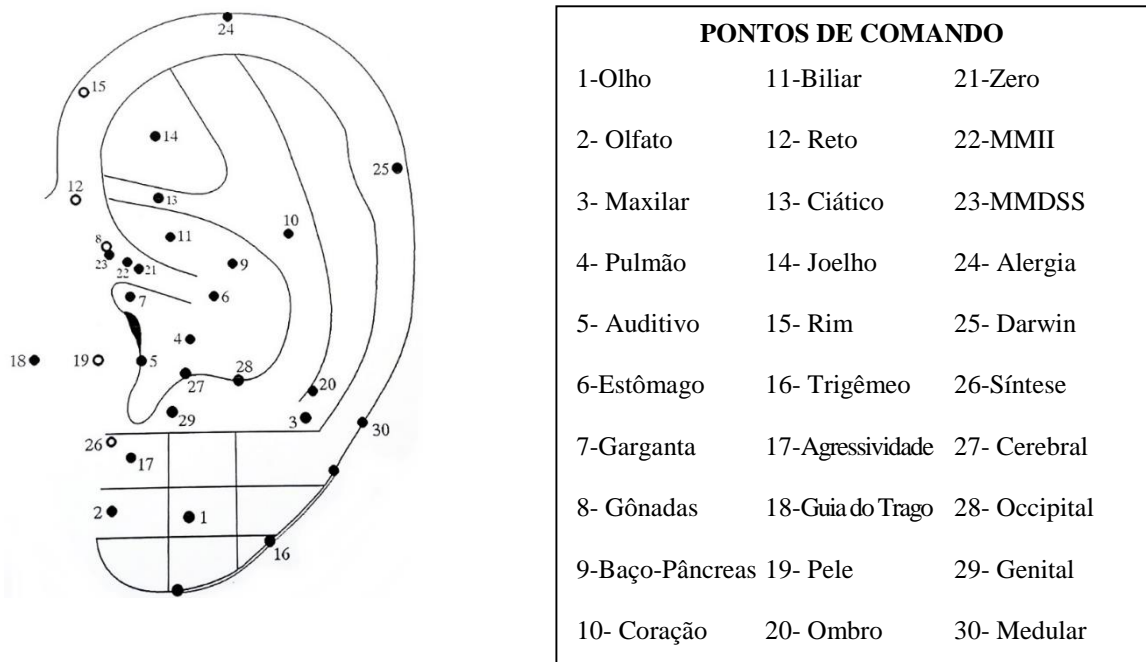 24
15
14
25
12
13
10
8
11
23
22
21
9
7
6
4
18
19
5
28
27
20
29
3
30
26
17
2
1
16
PONTOS DE COMANDO
1-Olho 11-Biliar 21-Zero
2- Olfato 12- Reto 22-MMII
3- Maxilar 13- Ciático 23-MMDSS
4- Pulmão 14- Joelho 24- Alergia
5- Auditivo 15- Rim 25- Darwin
6-Estômago 16- Trigêmeo 26-Síntese
7-Garganta 17-Agressividade 27- Cerebral
8- Gônadas 18-Guia do Trago 28- Occipital
9-Baço-Pâncreas 19- Pele 29- Genital
10- Coração 20- Ombro 30- Medular